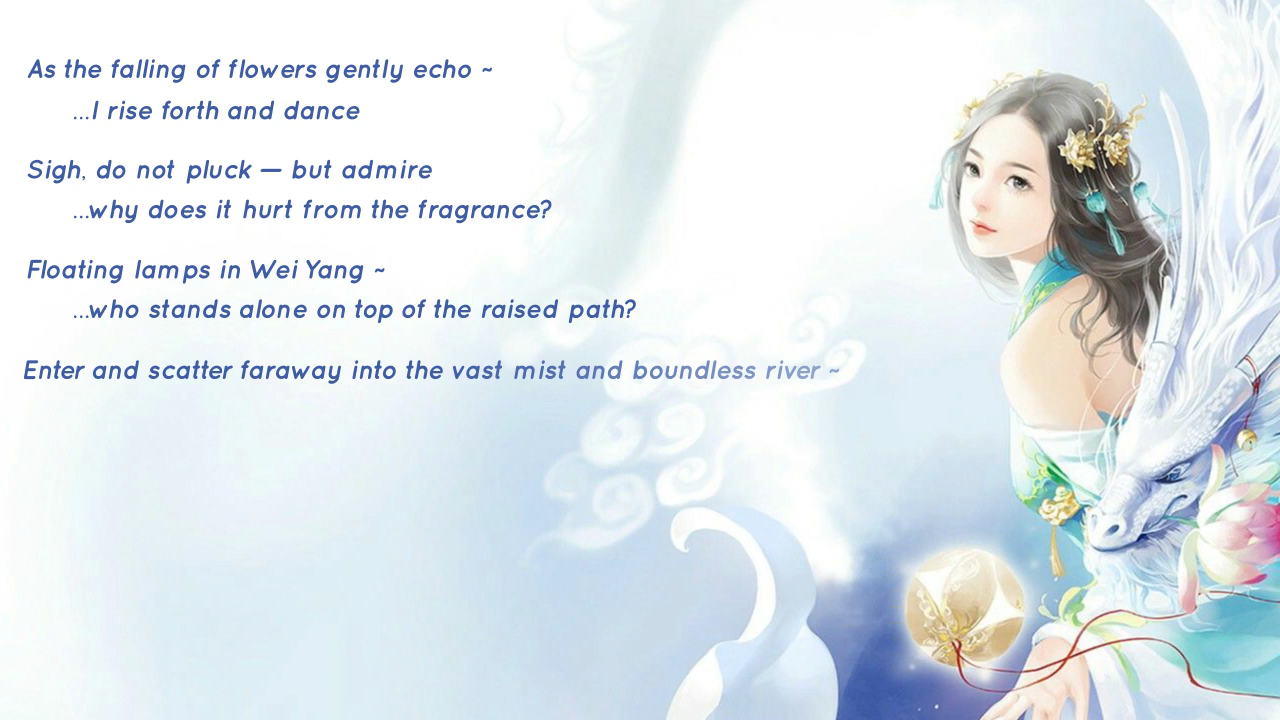 As the falling of flowers gently echo ~
...I rise forth and dance
Sigh, do not pluck — but admire
...why does it hurt from the fragrance?
Floating lamps in Wei Yang ~
...who stands alone on top of the raised path?
Enter and scatter faraway into the vast mist and boundless river ~